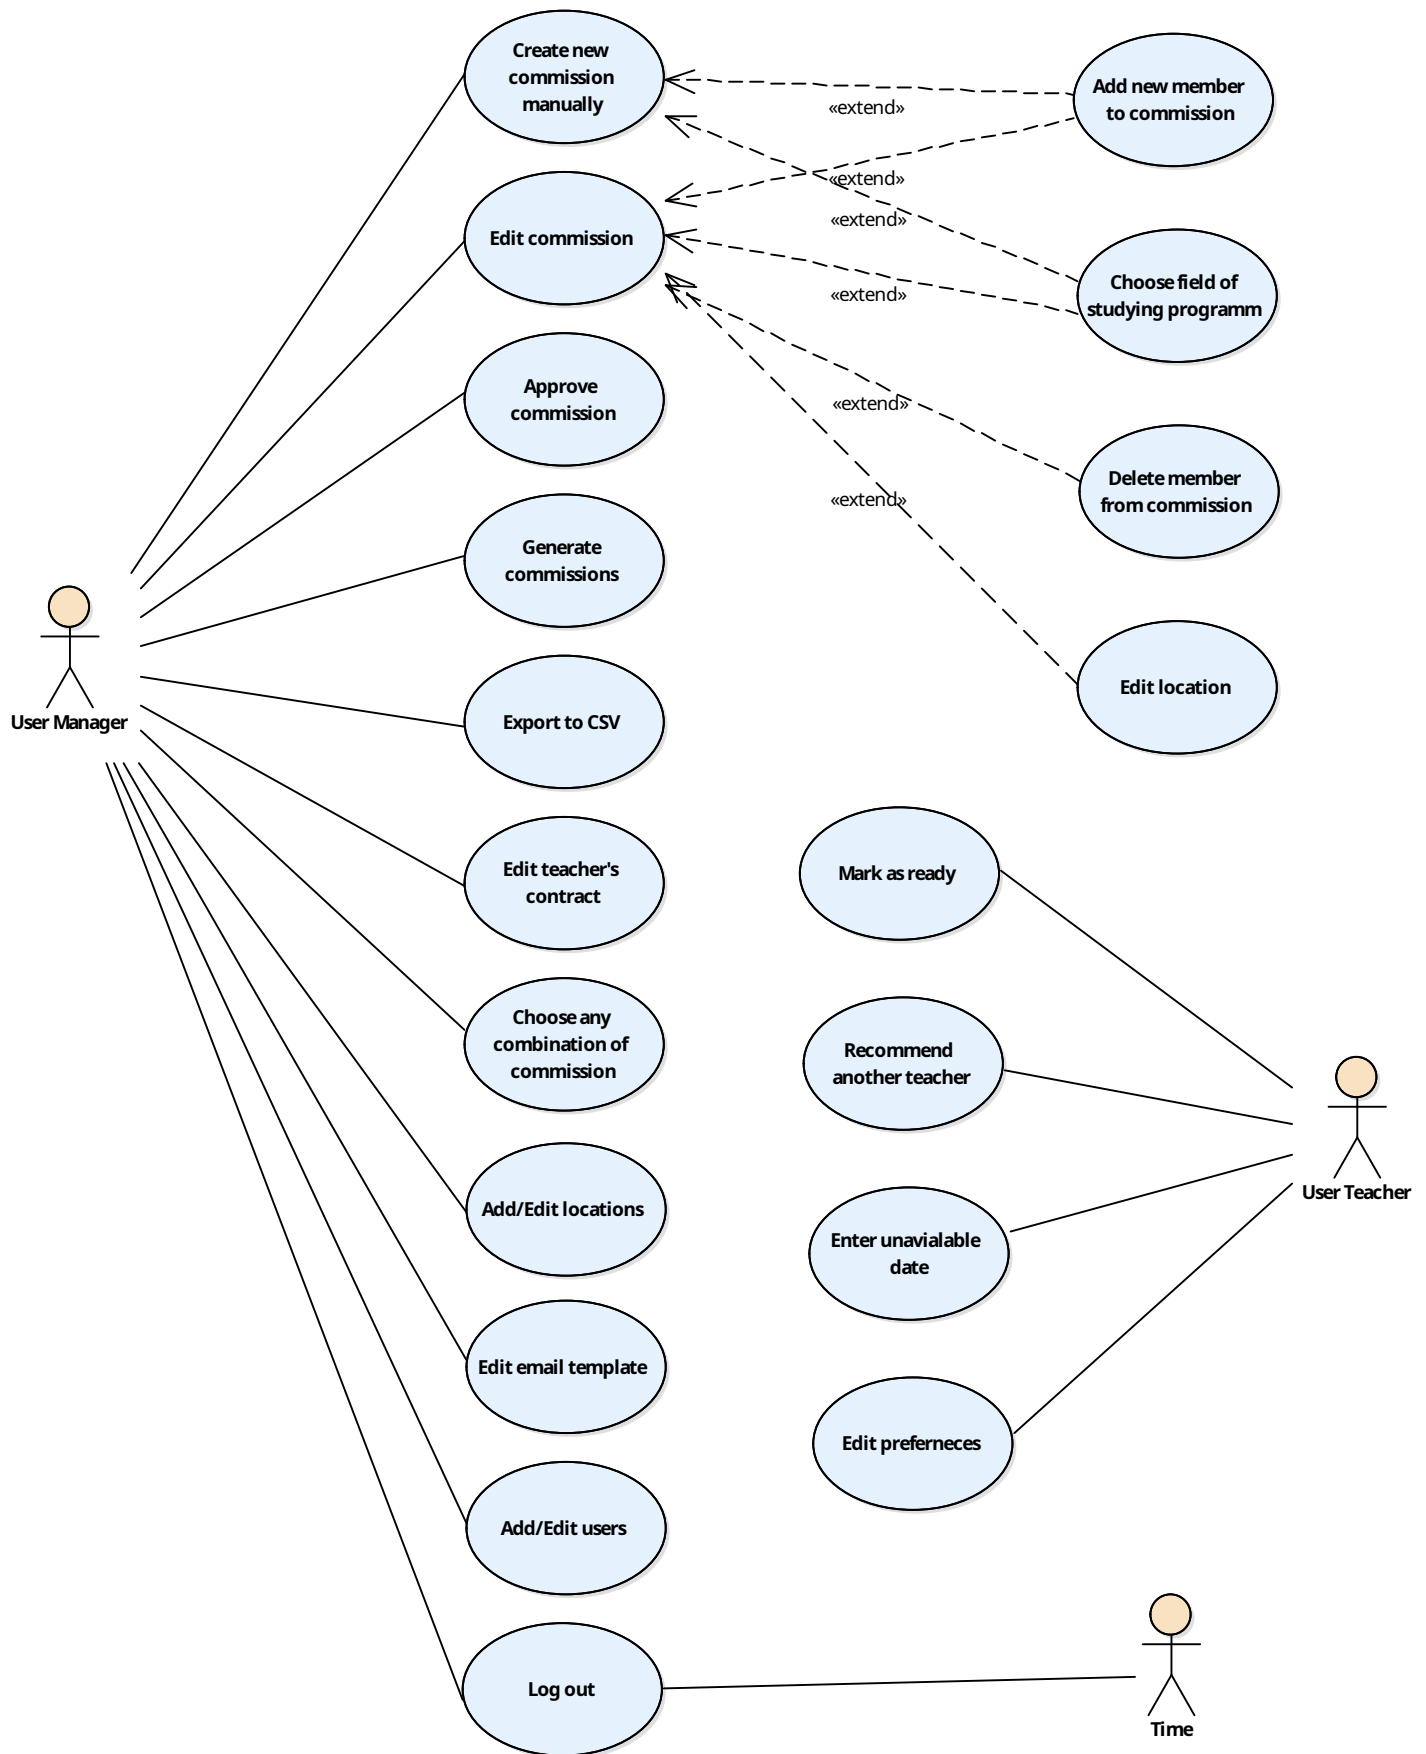 Create new
commission
manually
Add new member
to commission
«extend»
«extend»
«extend»
Edit commission
Choose field of
studying programm
«extend»
Approve
commission
«extend»
Delete member
from commission
«extend»
Generate
commissions
Edit location
User Manager
Export to CSV
Edit teacher's
contract
Mark as ready
Choose any
combination of
commission
Recommend
another teacher
User Teacher
Add/Edit locations
Enter unavialable
date
Edit email template
Edit preferneces
Add/Edit users
Log out
Time